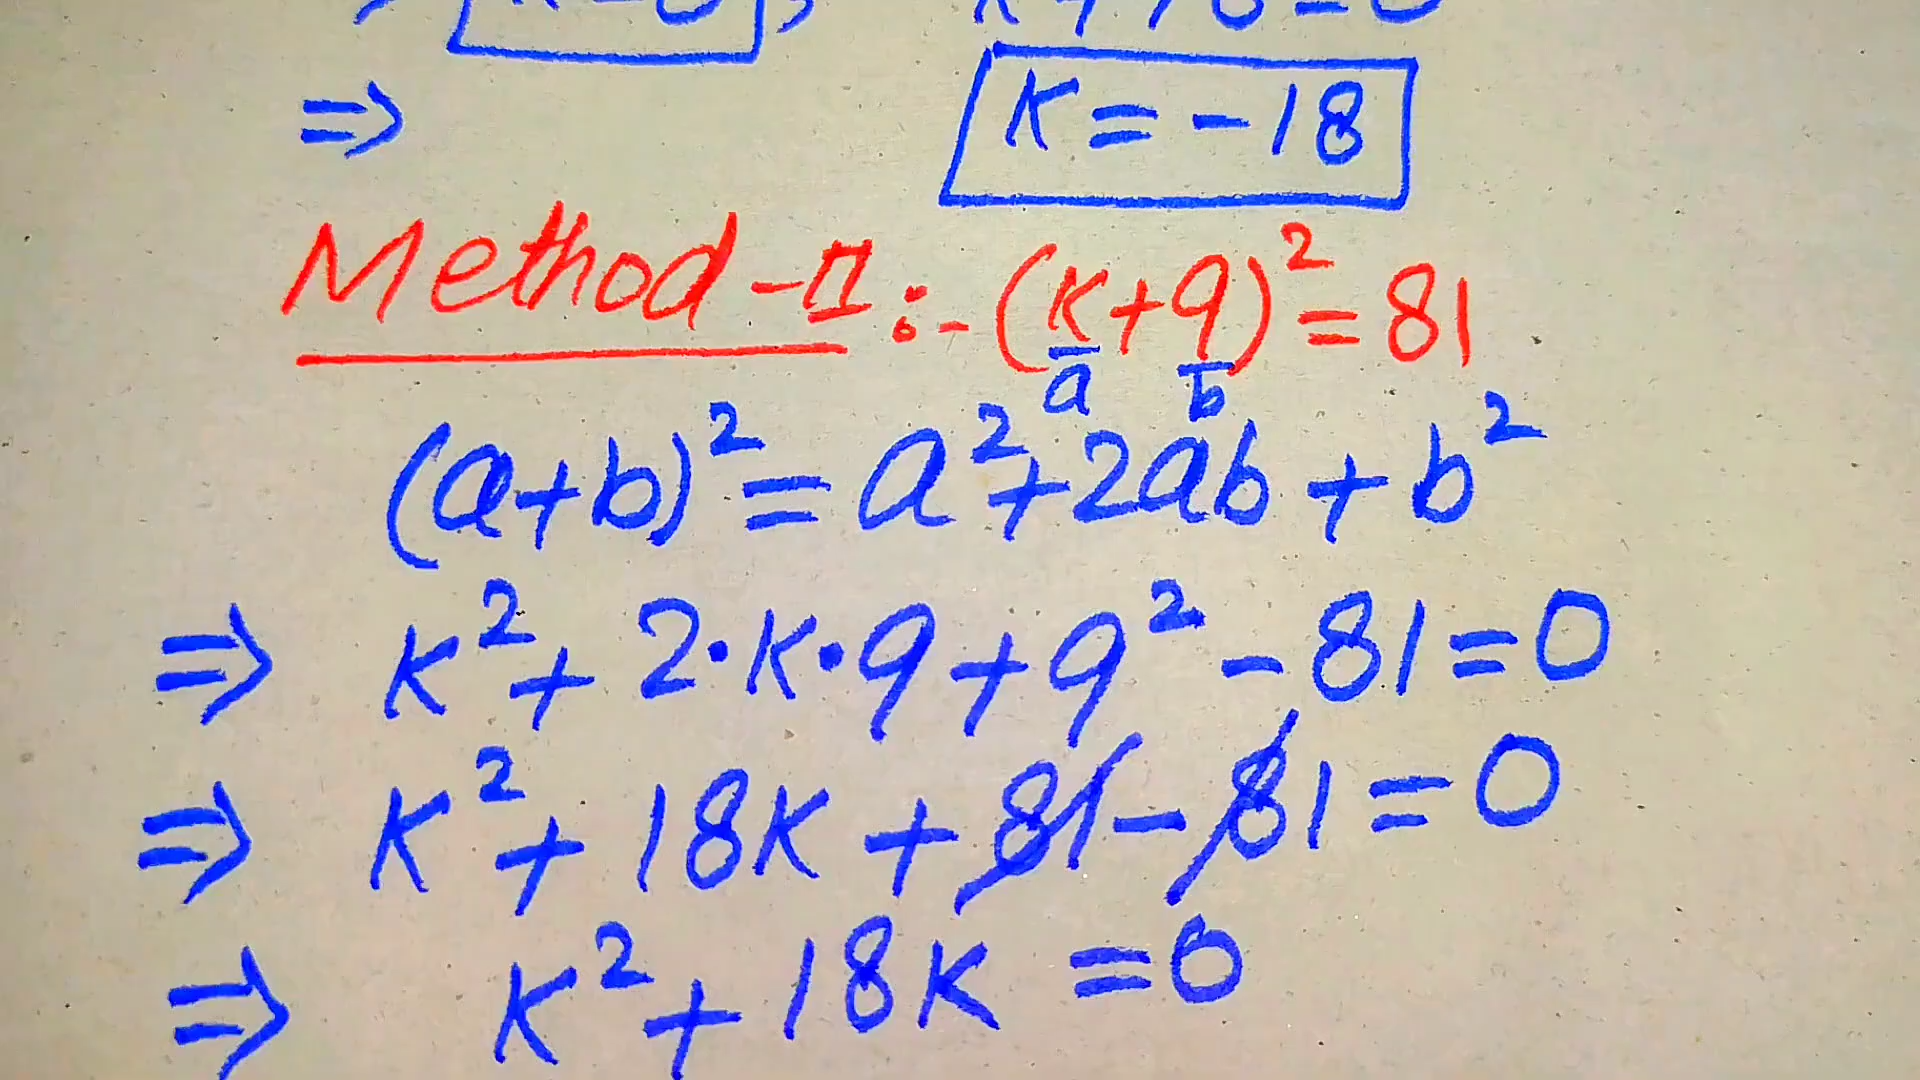 ⇒ K = -18
Method-II :- (K+9)² = 81
a b
(a+b)² = a² + 2ab + b²
⇒ K² + 2·K·9 + 9² - 81 = 0
⇒ K² + 18K + 81 - 81 = 0
⇒ K² + 18K = 0